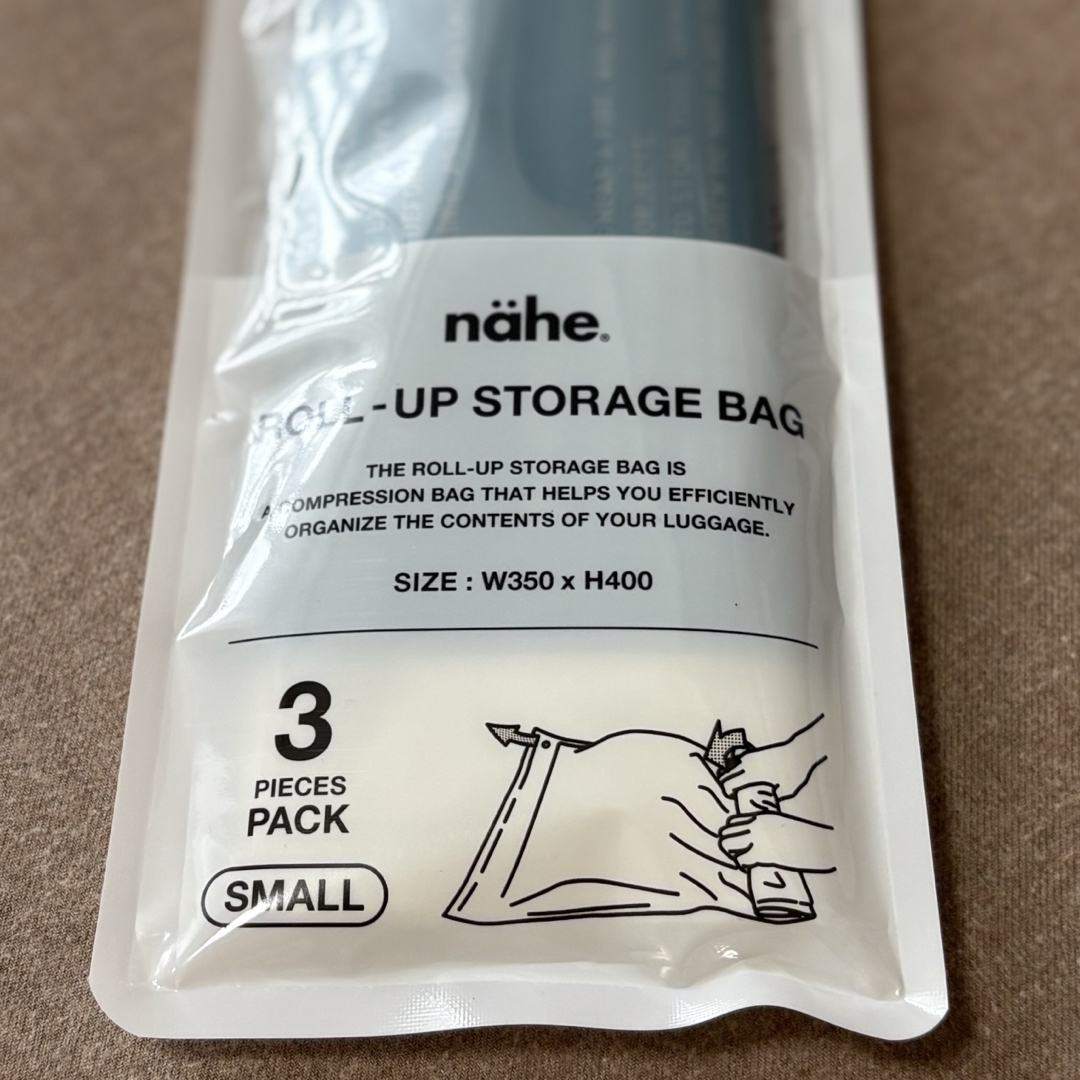 nähe®
ROLL-UP STORAGE BAG
THE ROLL-UP STORAGE BAG IS
A COMPRESSION BAG THAT HELPS YOU EFFICIENTLY
ORGANIZE THE CONTENTS OF YOUR LUGGAGE.
SIZE : W350 x H400
3
PIECES
PACK
SMALL